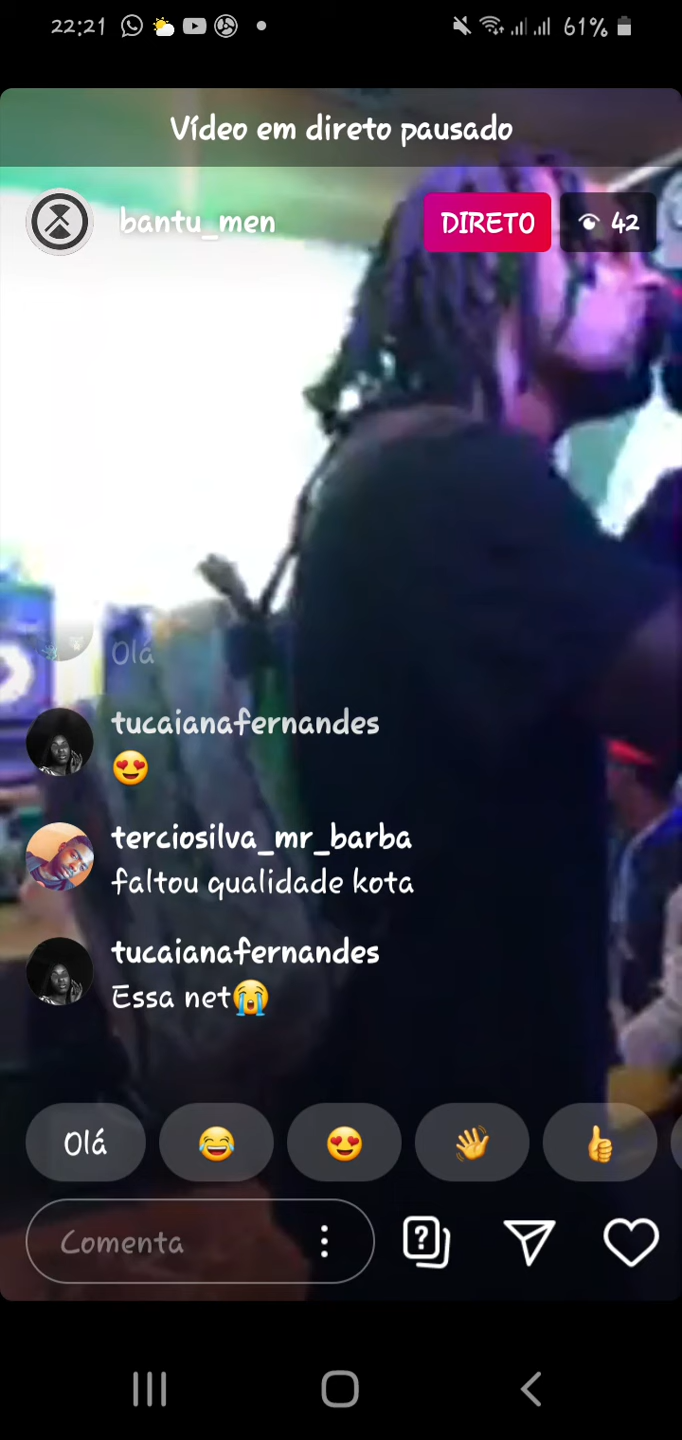 22:21
61%
Vídeo em direto pausado
bantu_men
DIRETO
42
Olá
tucaianafernandes
😍
terciosilva_mr_barba
faltou qualidade kota
tucaianafernandes
Essa net😭
Olá 😂 😍 👋 👍
Comenta